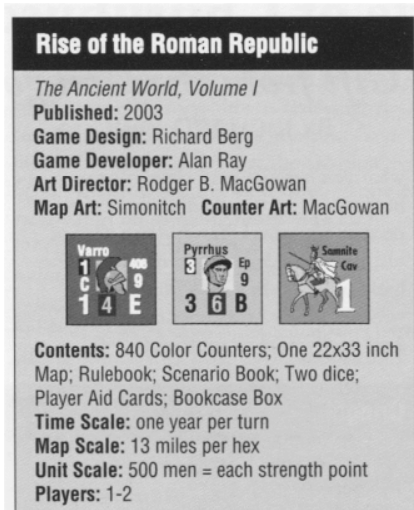 Rise of the Roman Republic
The Ancient World, Volume I
Published: 2003
Game Design: Richard Berg
Game Developer: Alan Ray
Art Director: Rodger B. MacGowan
Map Art: Simonitch Counter Art: MacGowan
Varro
1 406
C 9
1 4 E
Pyrrhus
3 Ep
9
3 6 B
Samnite
Cav
1
Contents: 840 Color Counters; One 22x33 inch
Map; Rulebook; Scenario Book; Two dice;
Player Aid Cards; Bookcase Box
Time Scale: one year per turn
Map Scale: 13 miles per hex
Unit Scale: 500 men = each strength point
Players: 1-2